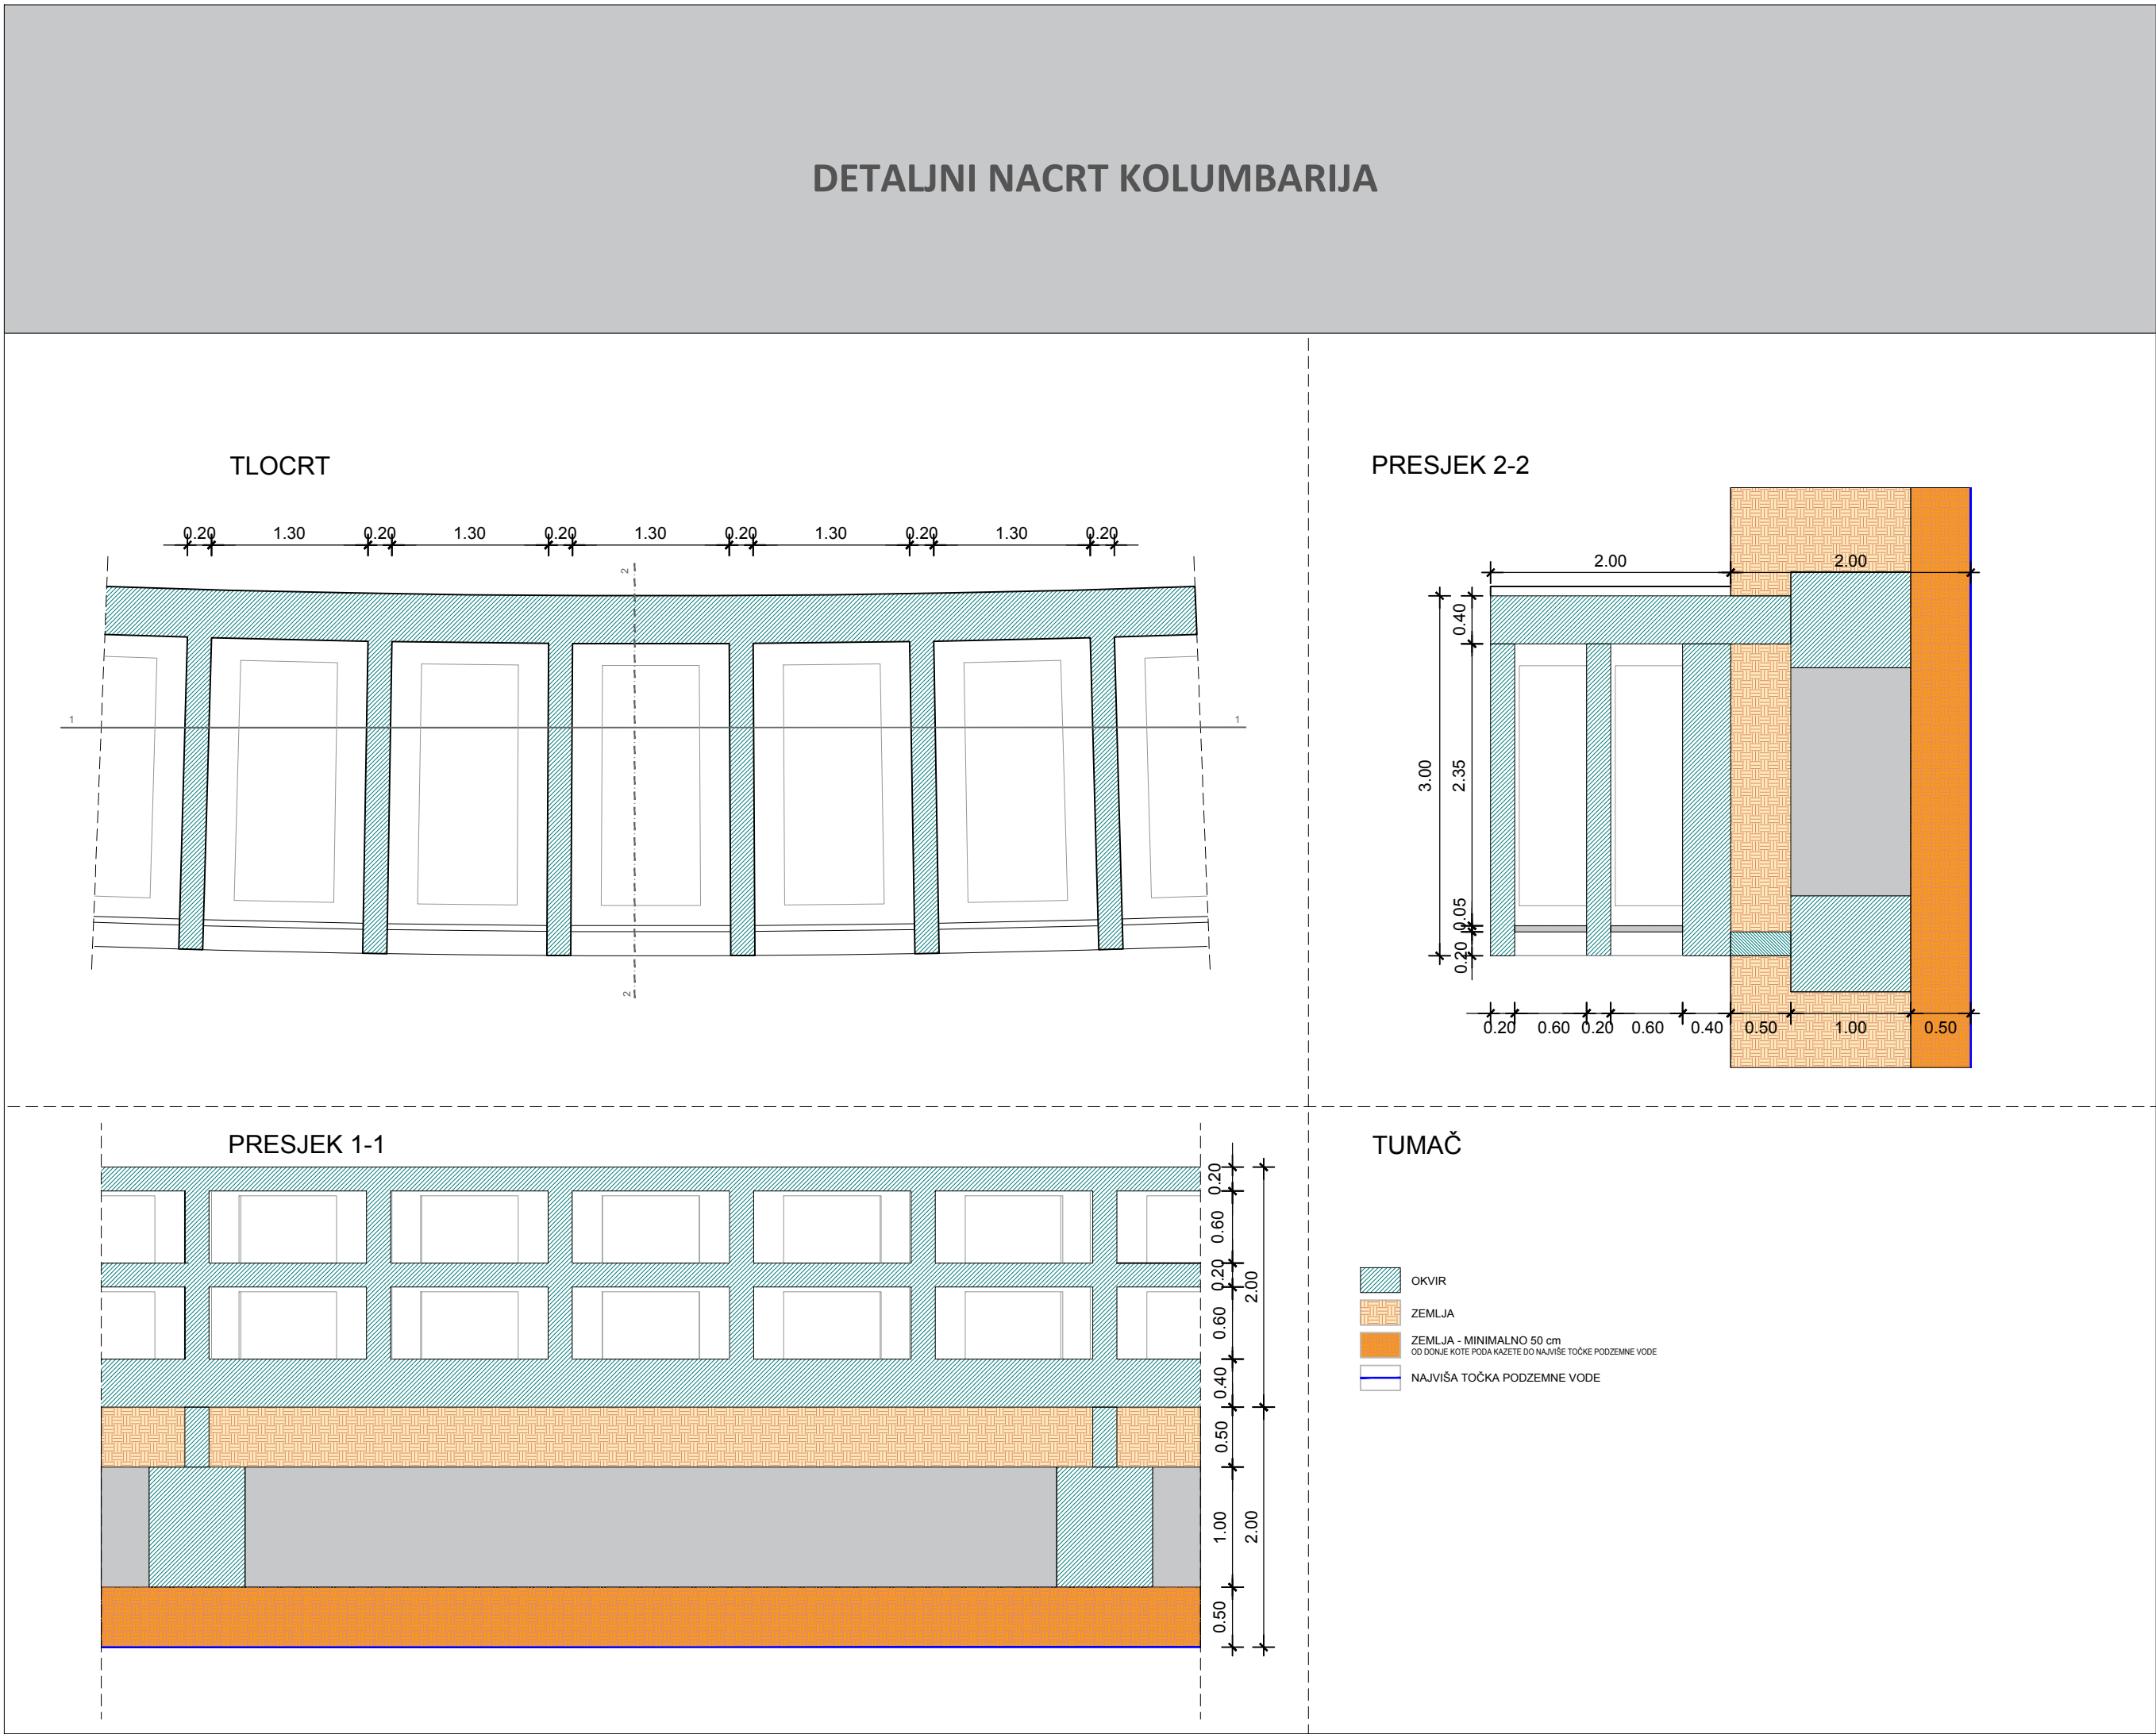 DETALJNI NACRT KOLUMBARIJA
TLOCRT
0.20 1.30 0.20 1.30 0.20 1.30 0.20 1.30 0.20 1.30 0.20
2
1 1
2
PRESJEK 2-2
2.00 2.00
0.40
3.00 2.35
0.05
0.20
0.20 0.60 0.20 0.60 0.40 0.50 1.00 0.50
PRESJEK 1-1
0.20
0.60
0.20 2.00
0.60
0.40
0.50
1.00 2.00
0.50
TUMAČ
OKVIR
ZEMLJA
ZEMLJA - MINIMALNO 50 cm
OD DONJE KOTE PODA KAZETE DO NAJVIŠE TOČKE PODZEMNE VODE
NAJVIŠA TOČKA PODZEMNE VODE